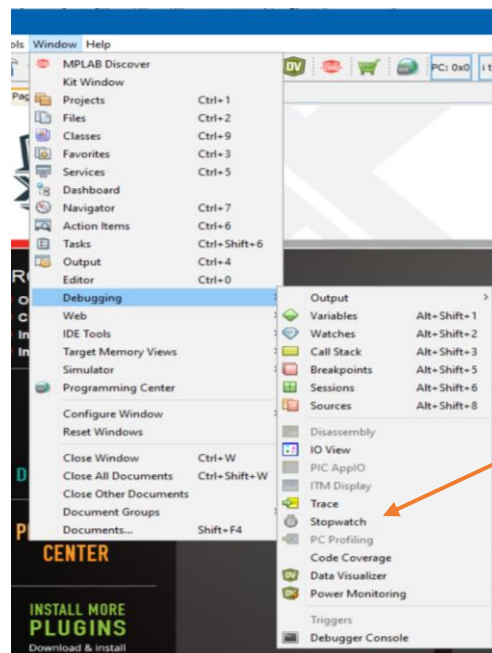 ols Window Help
PC: 0x0
MPLAB Discover
Kit Window
Projects Ctrl+1
Files Ctrl+2
Classes Ctrl+9
Favorites Ctrl+3
Services Ctrl+5
Dashboard
Navigator Ctrl+7
Action Items Ctrl+6
Tasks Ctrl+Shift+6
Output Ctrl+4
Editor Ctrl+0
Debugging
Web
IDE Tools
Target Memory Views
Simulator
Programming Center
Configure Window
Reset Windows
Close Window Ctrl+W
Close All Documents Ctrl+Shift+W
Close Other Documents
Document Groups
Documents... Shift+F4
Output
Variables Alt+Shift+1
Watches Alt+Shift+2
Call Stack Alt+Shift+3
Breakpoints Alt+Shift+5
Sessions Alt+Shift+6
Sources Alt+Shift+8
Disassembly
IO View
PIC AppIO
ITM Display
Trace
Stopwatch
PC Profiling
Code Coverage
Data Visualizer
Power Monitoring
Triggers
Debugger Console
CENTER
INSTALL MORE
PLUGINS
Download & Install